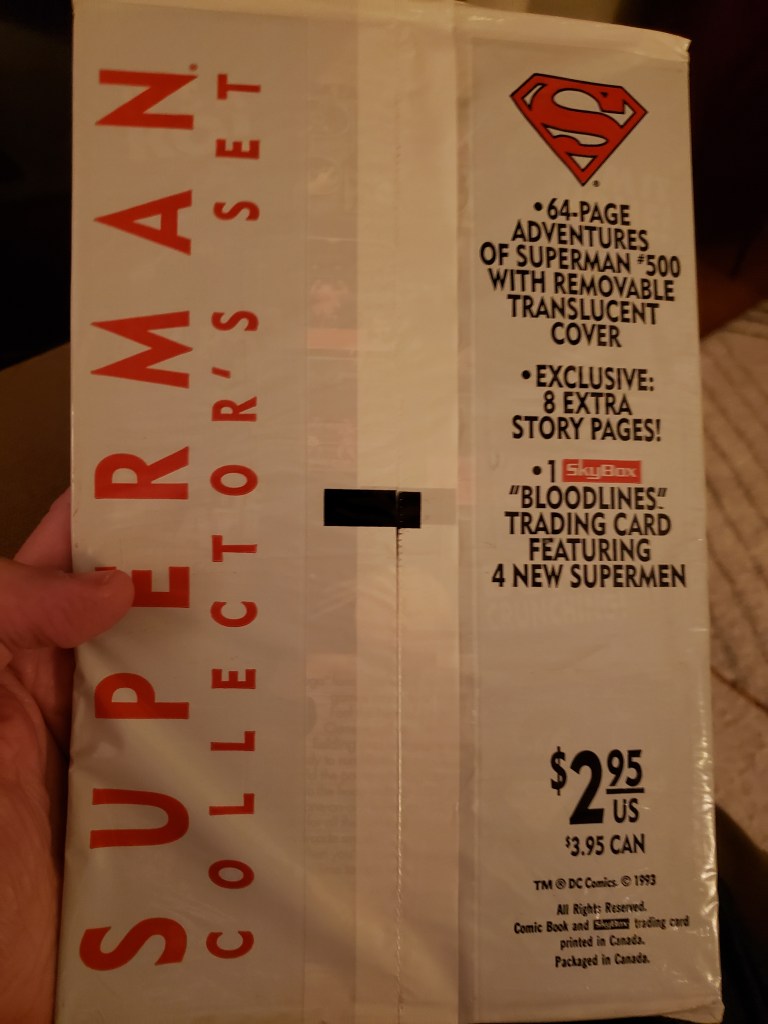 SUPERMAN®
COLLECTOR'S SET
S
•64-PAGE
ADVENTURES
OF SUPERMAN #500
WITH REMOVABLE
TRANSLUCENT
COVER
•EXCLUSIVE:
8 EXTRA
STORY PAGES!
•1 SkyBox
"BLOODLINES"
TRADING CARD
FEATURING
4 NEW SUPERMEN
$2.95
US
$3.95 CAN
TM ® DC Comics. © 1993
All Rights Reserved.
Comic Book and SkyBox trading card
printed in Canada.
Packaged in Canada.